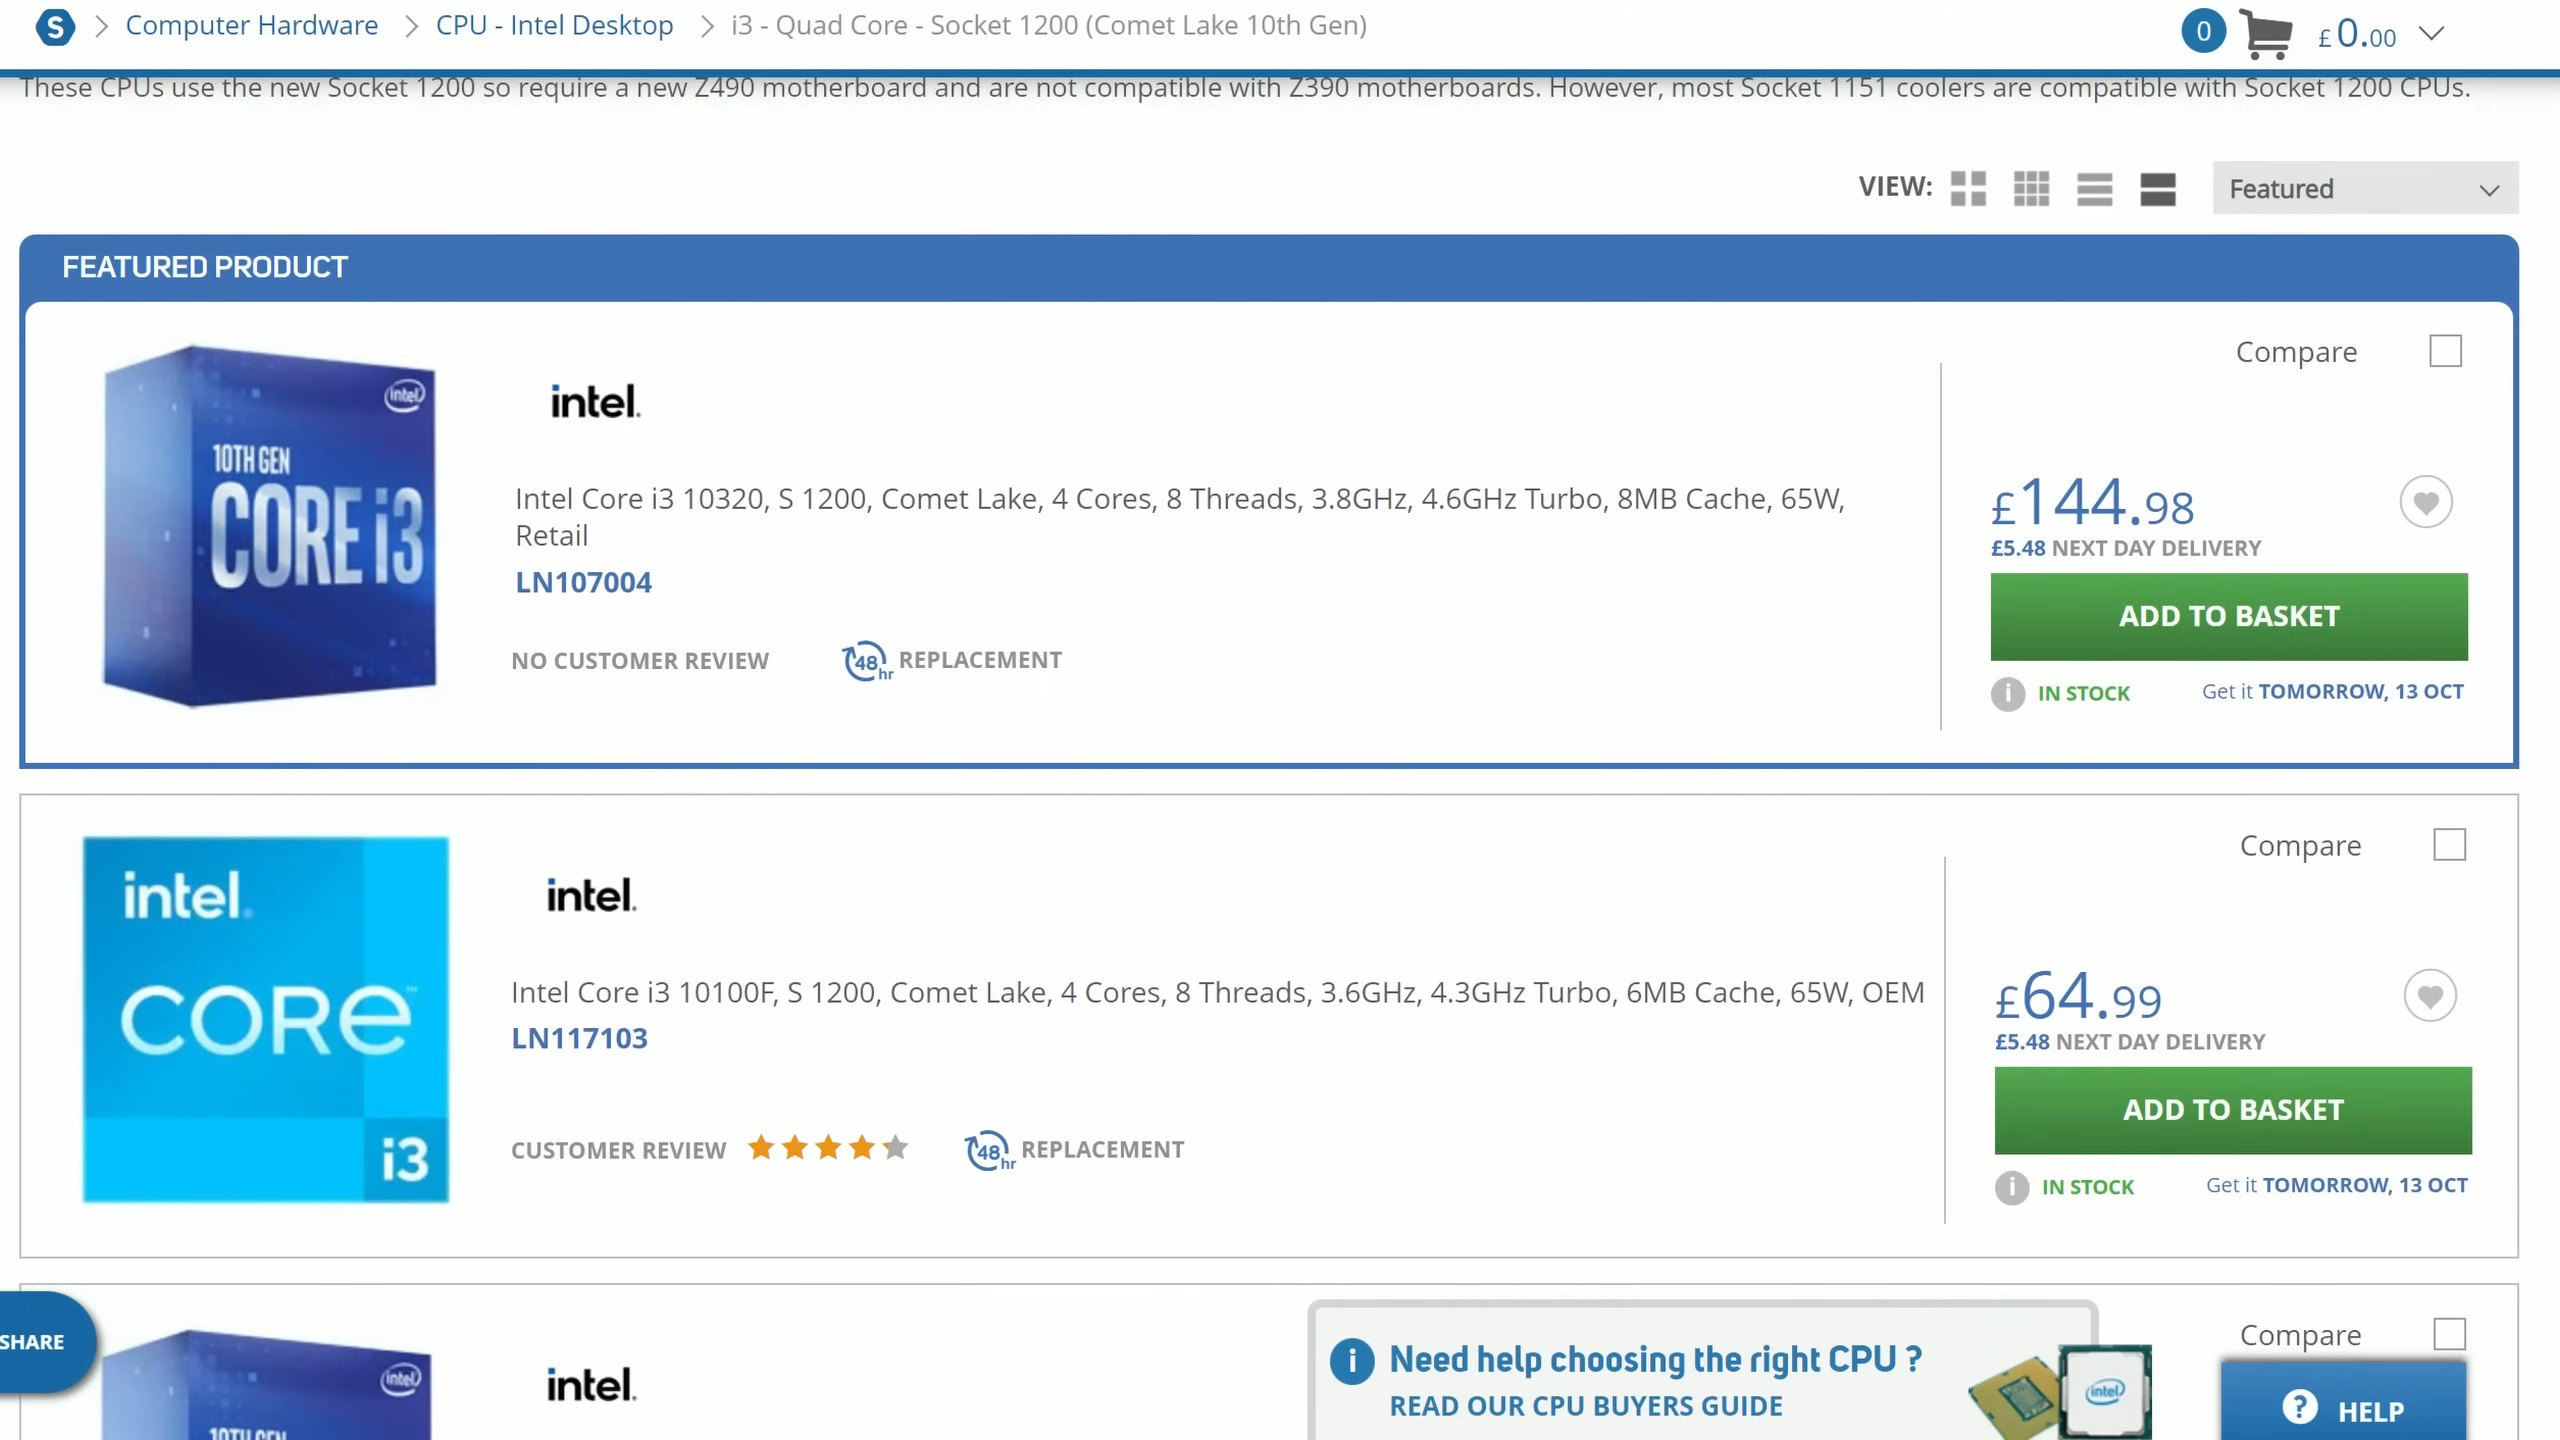 S
Computer Hardware
CPU - Intel Desktop
i3 - Quad Core - Socket 1200 (Comet Lake 10th Gen)
0
£0.00
These CPUs use the new Socket 1200 so require a new Z490 motherboard and are not compatible with Z390 motherboards. However, most Socket 1151 coolers are compatible with Socket 1200 CPUs.
VIEW:
Featured
FEATURED PRODUCT
Compare
intel
10TH GEN
CORE i3
intel.
Intel Core i3 10320, S 1200, Comet Lake, 4 Cores, 8 Threads, 3.8GHz, 4.6GHz Turbo, 8MB Cache, 65W,
Retail
LN107004
NO CUSTOMER REVIEW
48hr REPLACEMENT
£144.98
£5.48 NEXT DAY DELIVERY
ADD TO BASKET
i IN STOCK
Get it TOMORROW, 13 OCT
Compare
intel.
CORE™
i3
intel.
Intel Core i3 10100F, S 1200, Comet Lake, 4 Cores, 8 Threads, 3.6GHz, 4.3GHz Turbo, 6MB Cache, 65W, OEM
LN117103
CUSTOMER REVIEW
48hr REPLACEMENT
£64.99
£5.48 NEXT DAY DELIVERY
ADD TO BASKET
i IN STOCK
Get it TOMORROW, 13 OCT
SHARE
intel
10TH GEN
intel.
i Need help choosing the right CPU ?
READ OUR CPU BUYERS GUIDE
intel
Compare
? HELP